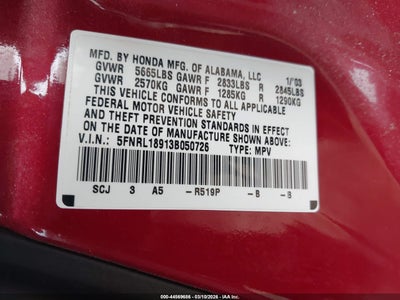 MFD. BY HONDA MFG. OF ALABAMA, LLC 1/'03
GVWR 5665LBS GAWR F 2833LBS R 2845LBS
GVWR 2570KG GAWR F 1285KG R 1290KG
THIS VEHICLE CONFORMS TO ALL APPLICABLE
FEDERAL MOTOR VEHICLE SAFETY
AND THEFT PREVENTION STANDARDS IN EFFECT
ON THE DATE OF MANUFACTURE SHOWN ABOVE.
V.I.N: 5FNRL18913B050726 TYPE: MPV
SCJ 3 A5 -R519P -B -B
000-44569686 - 03/10/2026 - IAA Inc.